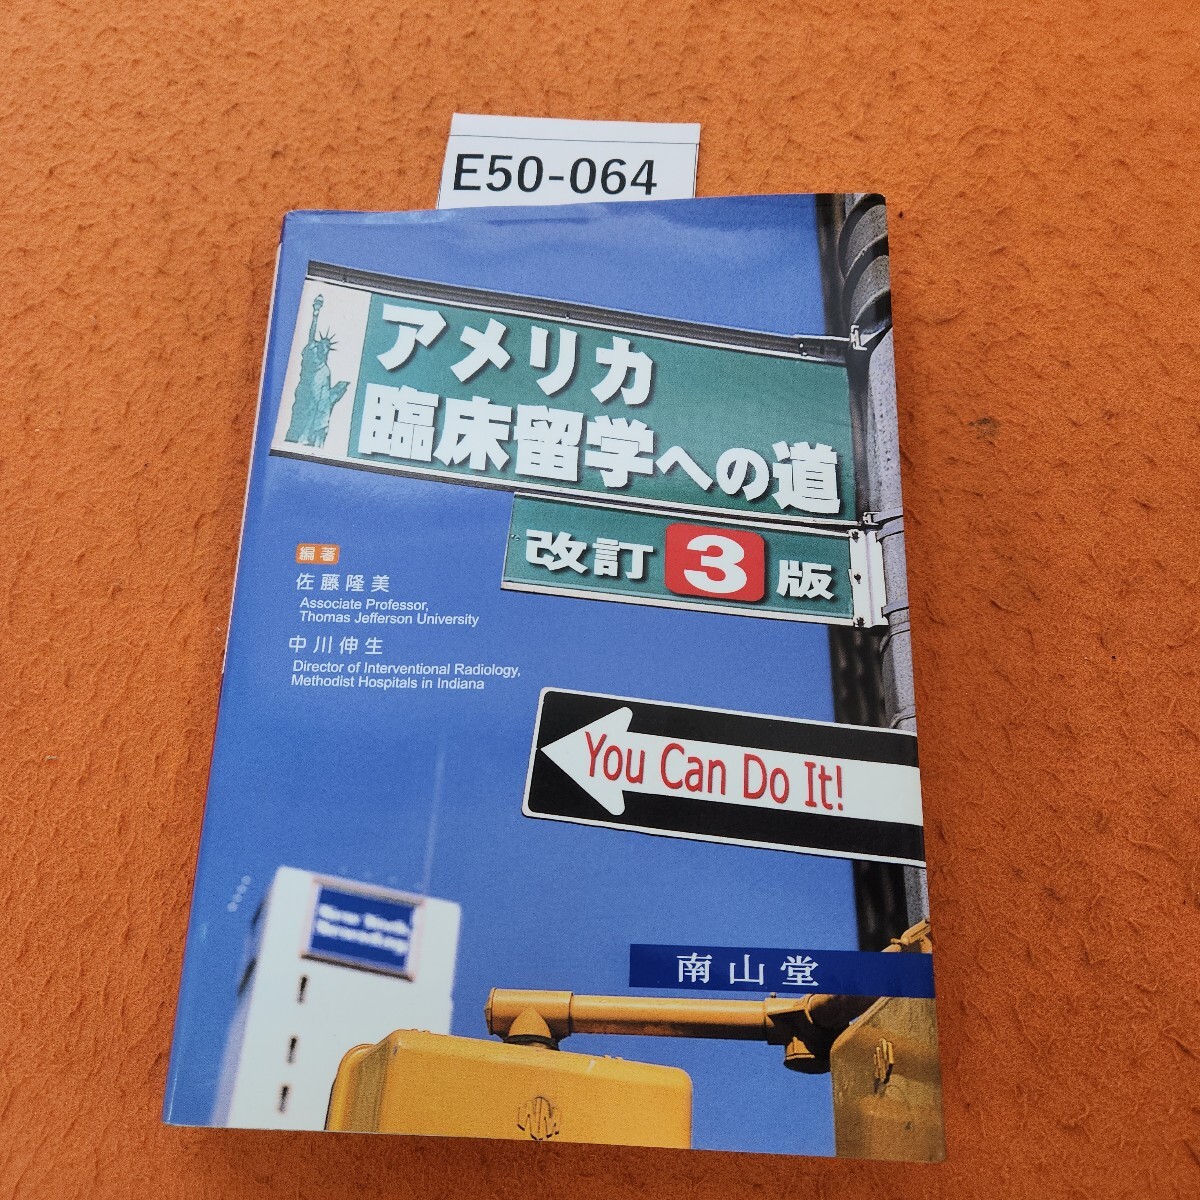 E50-064
アメリカ
臨床留学への道
改訂3版
編著
佐藤隆美
Associate Professor,
Thomas Jefferson University
中川伸生
Director of Interventional Radiology,
Methodist Hospitals in Indiana
You Can Do It!
南山堂